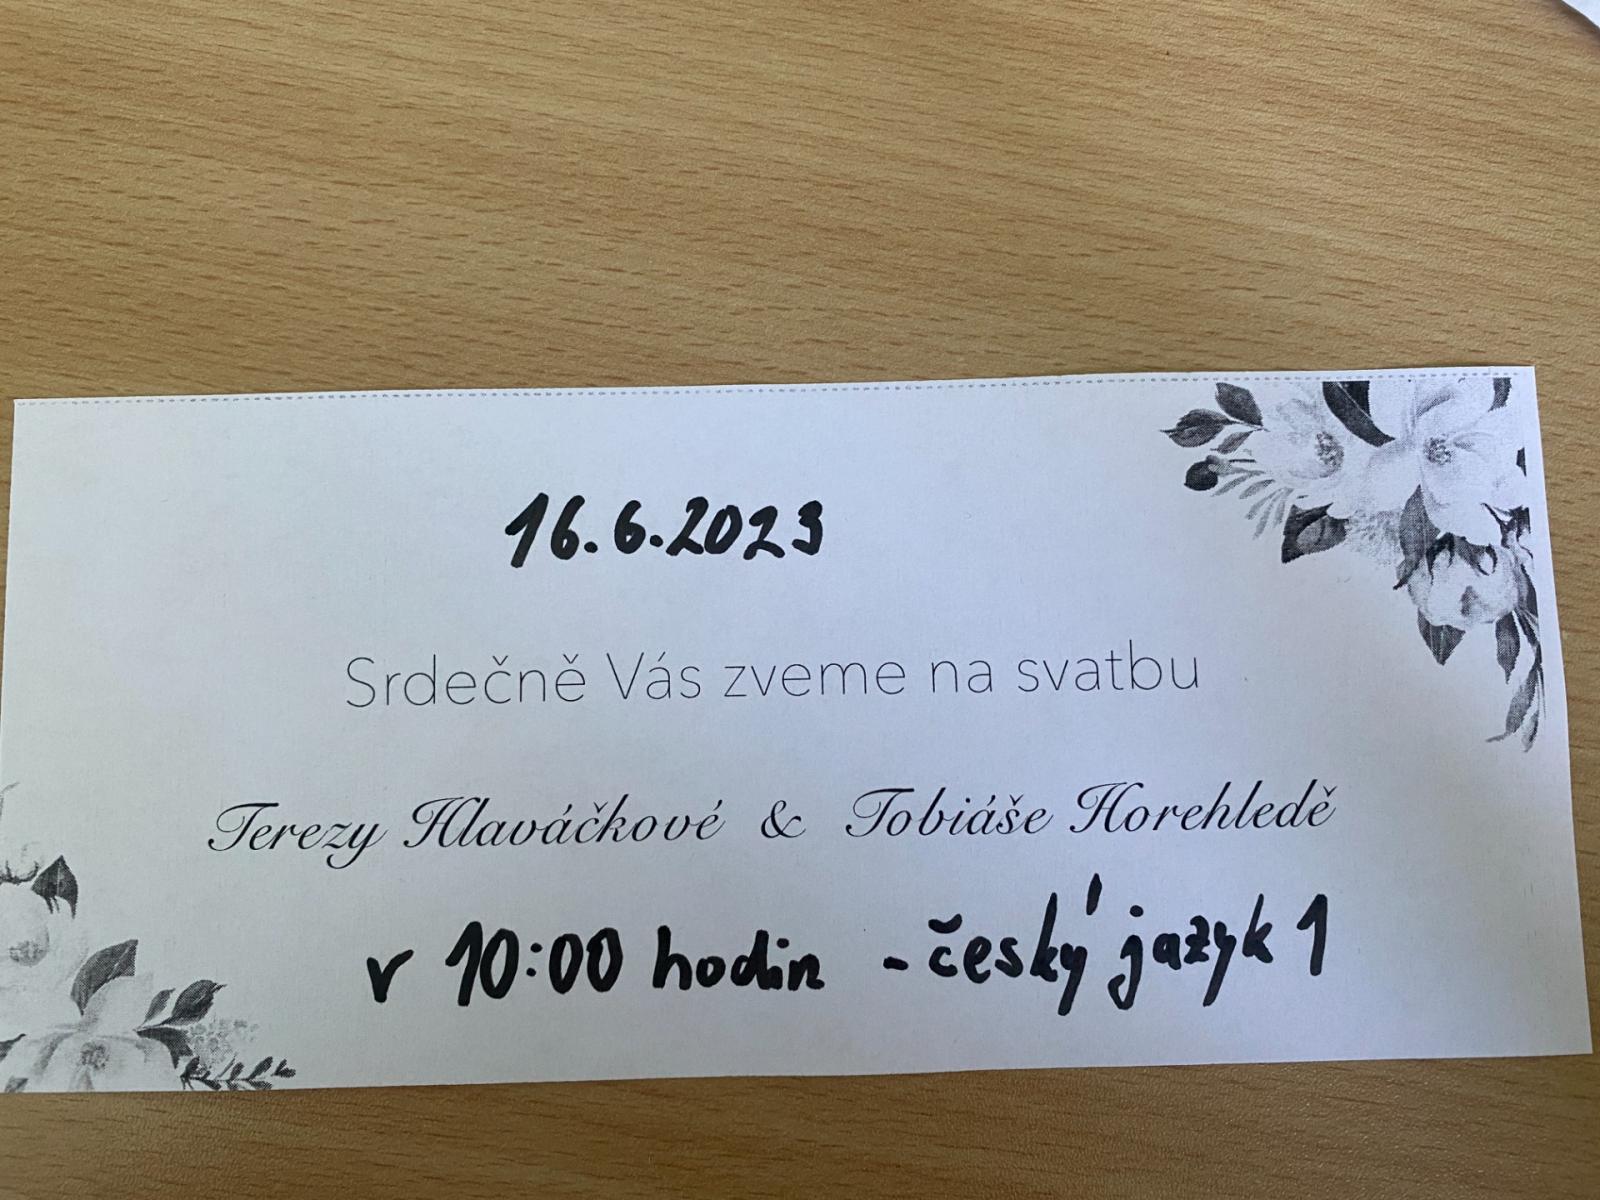 16.6.2023
Srdečně Vás zveme na svatbu
Terezy Hlaváčkové & Tobiáše Horehledě
v 10:00 hodin - český jazyk 1